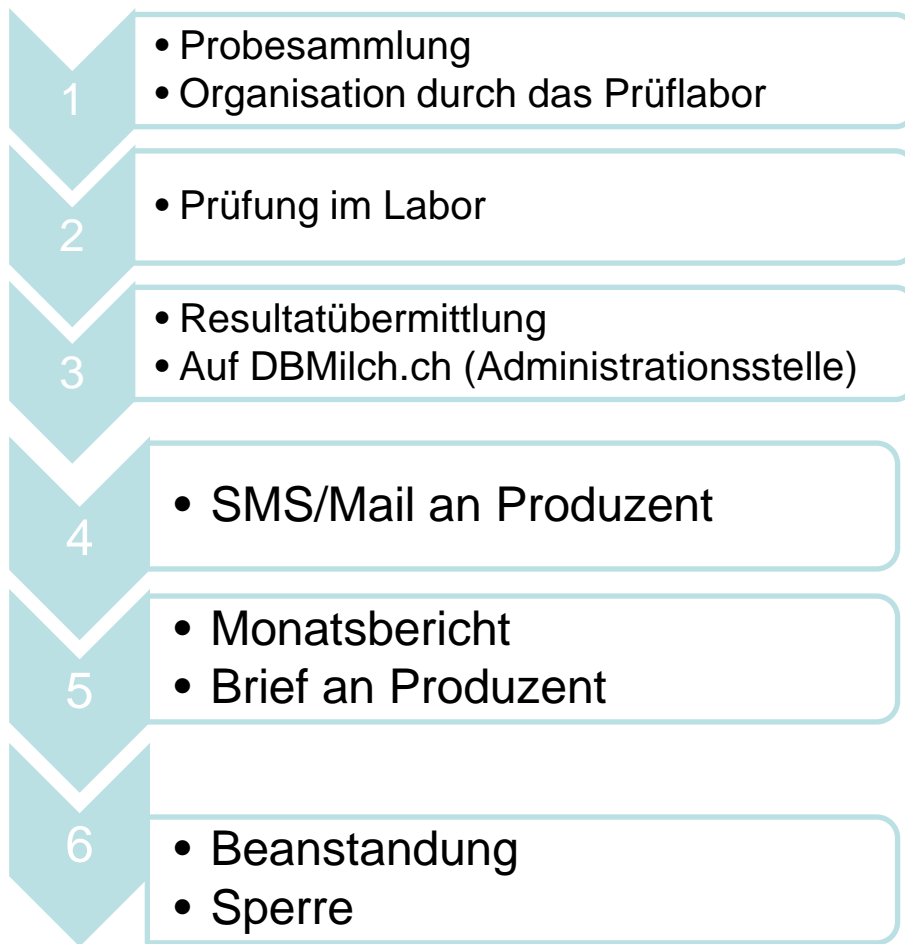 1
• Probesammlung
• Organisation durch das Prüflabor
2
• Prüfung im Labor
3
• Resultatübermittlung
• Auf DBMilch.ch (Administrationsstelle)
4
• SMS/Mail an Produzent
5
• Monatsbericht
• Brief an Produzent
6
• Beanstandung
• Sperre